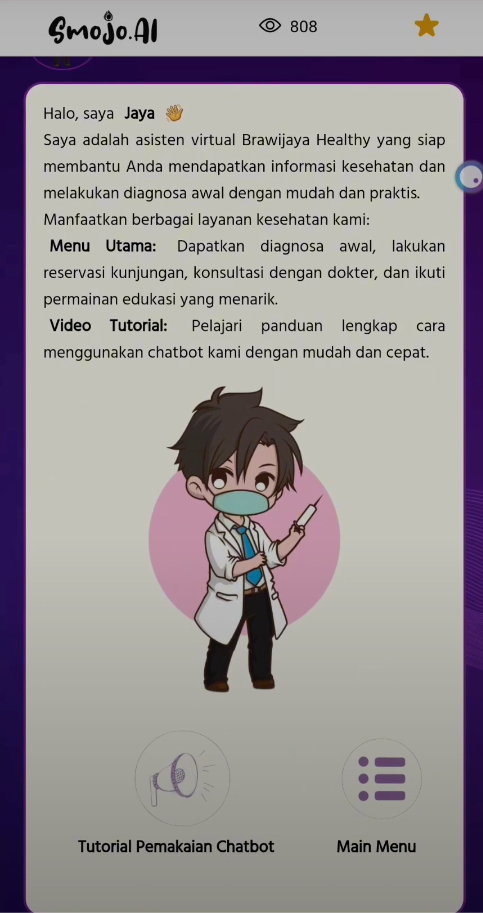 Smojo.AI
808
Halo, saya Jaya 👋
Saya adalah asisten virtual Brawijaya Healthy yang siap
membantu Anda mendapatkan informasi kesehatan dan
melakukan diagnosa awal dengan mudah dan praktis.
Manfaatkan berbagai layanan kesehatan kami:
Menu Utama: Dapatkan diagnosa awal, lakukan
reservasi kunjungan, konsultasi dengan dokter, dan ikuti
permainan edukasi yang menarik.
Video Tutorial: Pelajari panduan lengkap cara
menggunakan chatbot kami dengan mudah dan cepat.
Tutorial Pemakaian Chatbot
Main Menu